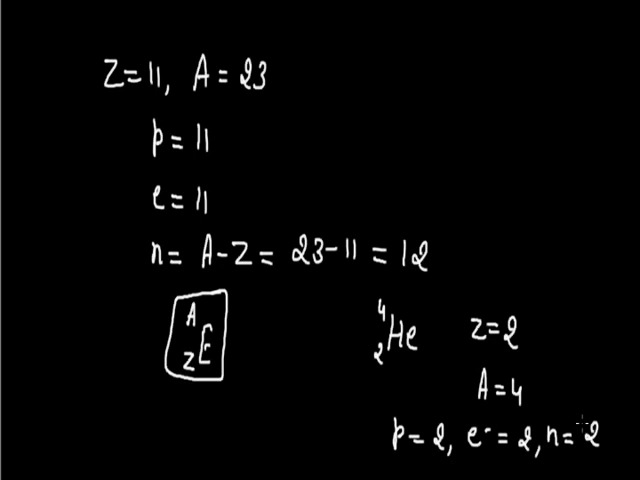 Z=11, A=23
p=11
e=11
n= A-Z= 23-11=12
A
Z E
4
2 He
Z=2
A=4
p=2, e⁻=2, n=2